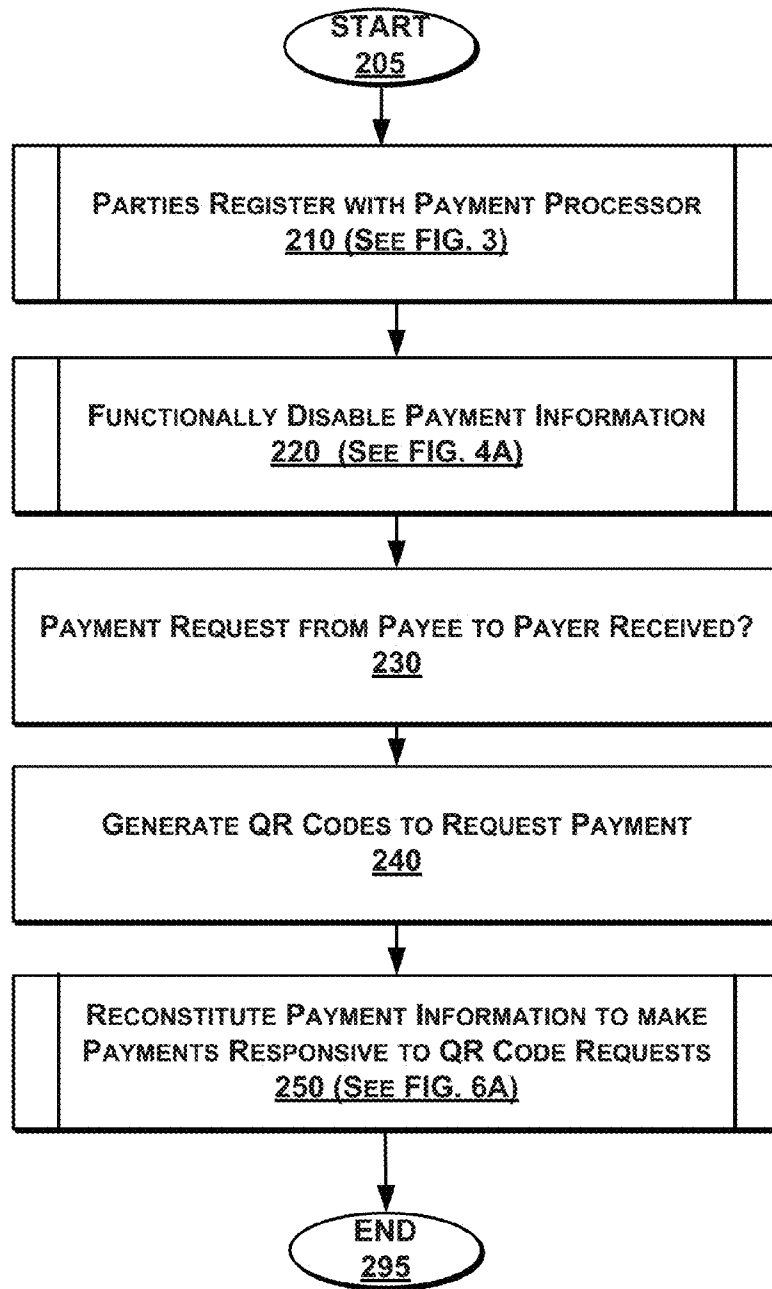 START
205
PARTIES REGISTER WITH PAYMENT PROCESSOR
210 (SEE FIG. 3)
FUNCTIONALLY DISABLE PAYMENT INFORMATION
220 (SEE FIG. 4A)
PAYMENT REQUEST FROM PAYEE TO PAYER RECEIVED?
230
GENERATE QR CODES TO REQUEST PAYMENT
240
RECONSTITUTE PAYMENT INFORMATION TO MAKE
PAYMENTS RESPONSIVE TO QR CODE REQUESTS
250 (SEE FIG. 6A)
END
295